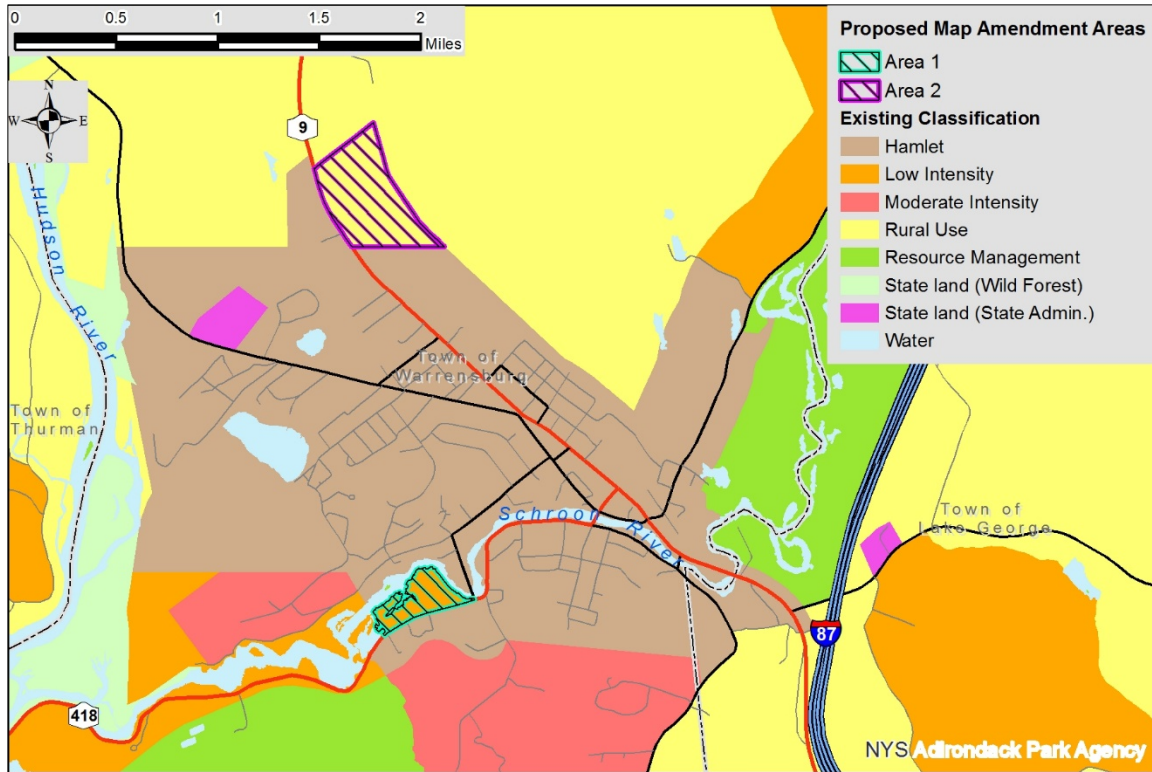 0 0.5 1 1.5 2
Miles
N
W E
S
9
Proposed Map Amendment Areas
Area 1
Area 2
Existing Classification
Hamlet
Low Intensity
Moderate Intensity
Rural Use
Resource Management
State land (Wild Forest)
State land (State Admin.)
Water
Hudson River
Town of
Warrensburg
Town of
Thurman
Schroon River
Town of
Lake George
87
418
NYS Adirondack Park Agency